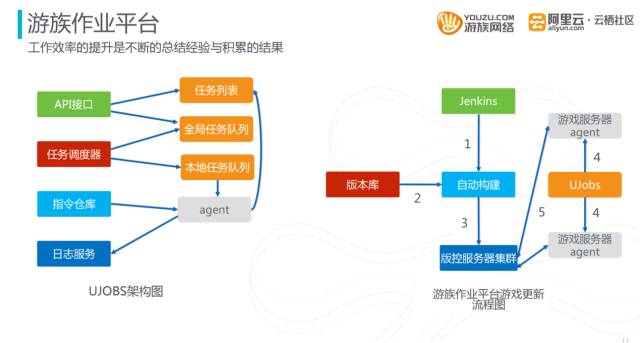 游族作业平台
工作效率的提升是不断的总结经验与积累的结果
YOUZU.COM
游族网络
阿里云
aliyun.com
·云栖社区
API接口
任务调度器
指令仓库
日志服务
任务列表
全局任务队列
本地任务队列
agent
UJOBS架构图
Jenkins
1
版本库
2
自动构建
3
版控服务器集群
5
游戏服务器
agent
4
UJobs
4
游戏服务器
agent
游族作业平台游戏更新
流程图
11